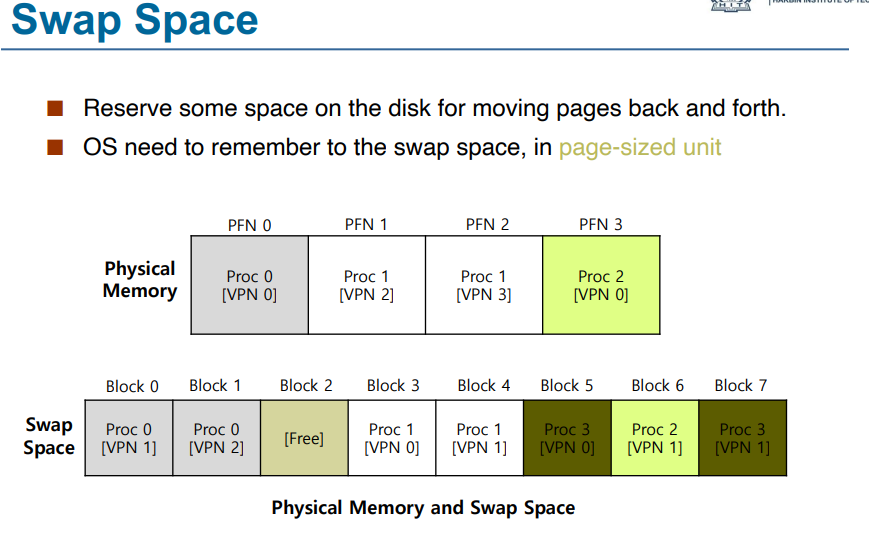 HARBIN INSTITUTE OF TEC
Swap Space
Reserve some space on the disk for moving pages back and forth.
OS need to remember to the swap space, in page-sized unit
PFN 0 PFN 1 PFN 2 PFN 3
Physical Memory
Proc 0 [VPN 0]
Proc 1 [VPN 2]
Proc 1 [VPN 3]
Proc 2 [VPN 0]
Block 0 Block 1 Block 2 Block 3 Block 4 Block 5 Block 6 Block 7
Swap Space
Proc 0 [VPN 1]
Proc 0 [VPN 2]
[Free]
Proc 1 [VPN 0]
Proc 1 [VPN 1]
Proc 3 [VPN 0]
Proc 2 [VPN 1]
Proc 3 [VPN 1]
Physical Memory and Swap Space